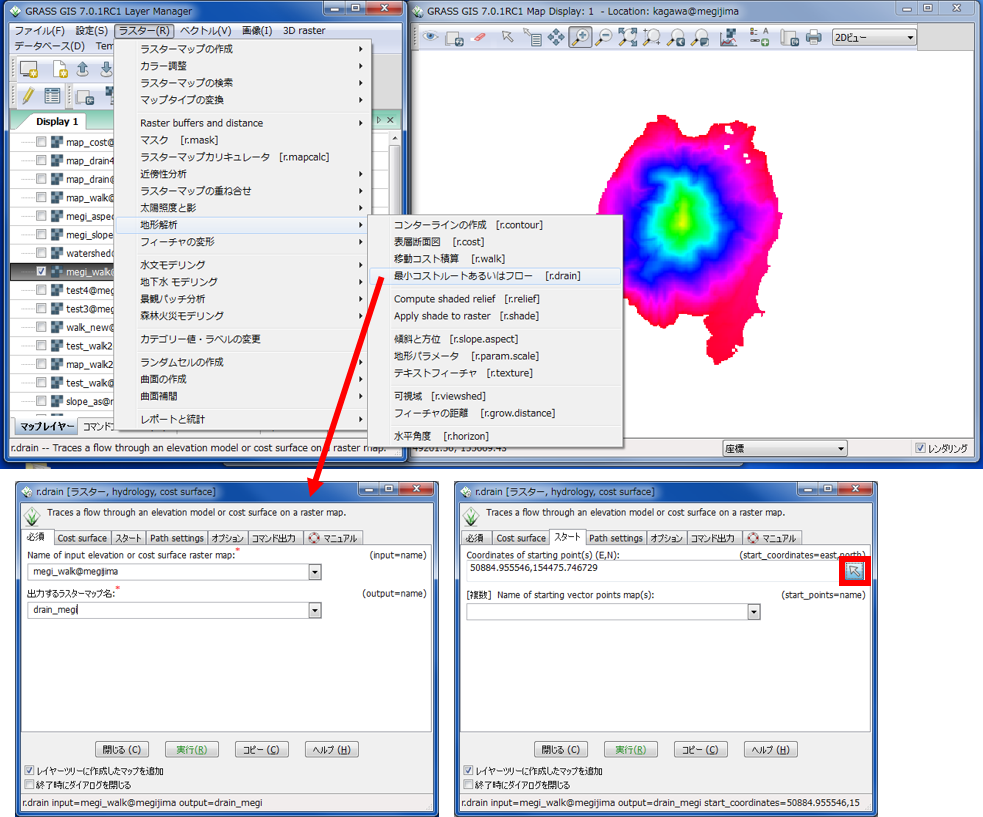 GRASS GIS 7.0.1RC1 Layer Manager
ファイル(F) 設定(S) ラスター(R) ベクトル(V) 画像(I) 3D raster
データベース(D)
Display 1
map_cost@
map_drain4
map_drain@
map_walk@
megi_aspec
megi_slope
watershed@
megi_walk@
test4@meg
test3@meg
walk_new@
test_walk2
map_walk2
test_walk@
slope_as@r
マップレイヤー コマンド
r.drain -- Traces a flow through an elevation model or cost surface on a raster map.
ラスターマップの作成
カラー調整
ラスターマップの検索
マップタイプの変換
Raster buffers and distance
マスク [r.mask]
ラスターマップカリキュレータ [r.mapcalc]
近傍性分析
ラスターマップの重ね合せ
太陽照度と影
地形解析
フィーチャの変形
水文モデリング
地下水 モデリング
景観パッチ分析
森林火災モデリング
カテゴリー値・ラベルの変更
ランダムセルの作成
曲面の作成
曲面補間
レポートと統計
コンターラインの作成 [r.contour]
表層断面図 [r.cost]
移動コスト積算 [r.walk]
最小コストルートあるいはフロー [r.drain]
Compute shaded relief [r.relief]
Apply shade to raster [r.shade]
傾斜と方位 [r.slope.aspect]
地形パラメータ [r.param.scale]
テキストフィーチャ [r.texture]
可視域 [r.viewshed]
フィーチャの距離 [r.grow.distance]
水平角度 [r.horizon]
GRASS GIS 7.0.1RC1 Map Display: 1 - Location: kagawa@megijima
2Dビュー
座標
レンダリング
r.drain [ラスター, hydrology, cost surface]
Traces a flow through an elevation model or cost surface on a raster map.
必須 Cost surface スタート Path settings オプション コマンド出力 マニュアル
Name of input elevation or cost surface raster map:* (input=name)
megi_walk@megijima
出力するラスターマップ名:* (output=name)
drain_megi
閉じる (C) 実行(R) コピー (C) ヘルプ (H)
レイヤーツリーに作成したマップを追加
終了時にダイアログを閉じる
r.drain input=megi_walk@megijima output=drain_megi
r.drain [ラスター, hydrology, cost surface]
Traces a flow through an elevation model or cost surface on a raster map.
必須 Cost surface スタート Path settings オプション コマンド出力 マニュアル
Coordinates of starting point(s) (E,N): (start_coordinates=east,north)
50884.955546,154475.746729
[複数] Name of starting vector points map(s): (start_points=name)
閉じる (C) 実行(R) コピー (C) ヘルプ (H)
レイヤーツリーに作成したマップを追加
終了時にダイアログを閉じる
r.drain input=megi_walk@megijima output=drain_megi start_coordinates=50884.955546,15